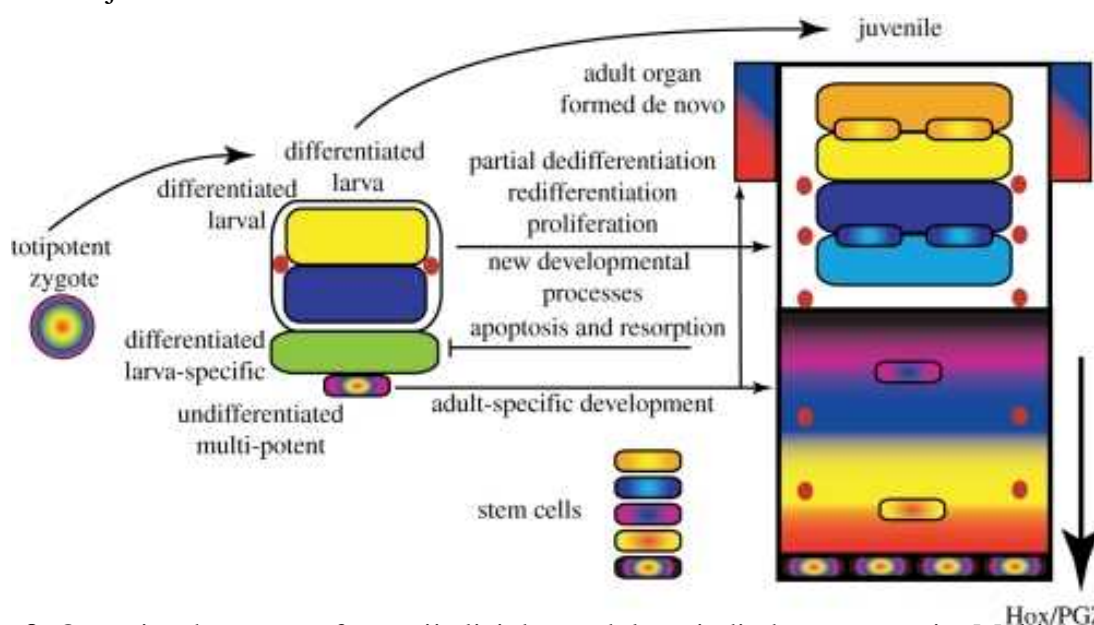 juvenile
adult organ
formed de novo
differentiated
larva
differentiated
larval
totipotent
zygote
partial dedifferentiation
redifferentiation
proliferation
new developmental
processes
apoptosis and resorption
differentiated
larva-specific
undifferentiated
multi-potent
adult-specific development
stem cells